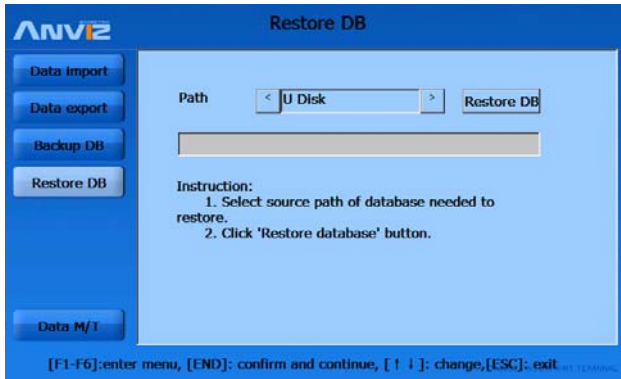 Anviz
Restore DB
Data Import
Data export
Backup DB
Restore DB
Data M/T
Path
< U Disk >
Restore DB
Instruction:
1. Select source path of database needed to
restore.
2. Click 'Restore database' button.
[F1-F6]:enter menu, [END]: confirm and continue, [↑ ↓]: change,[ESC]: exit